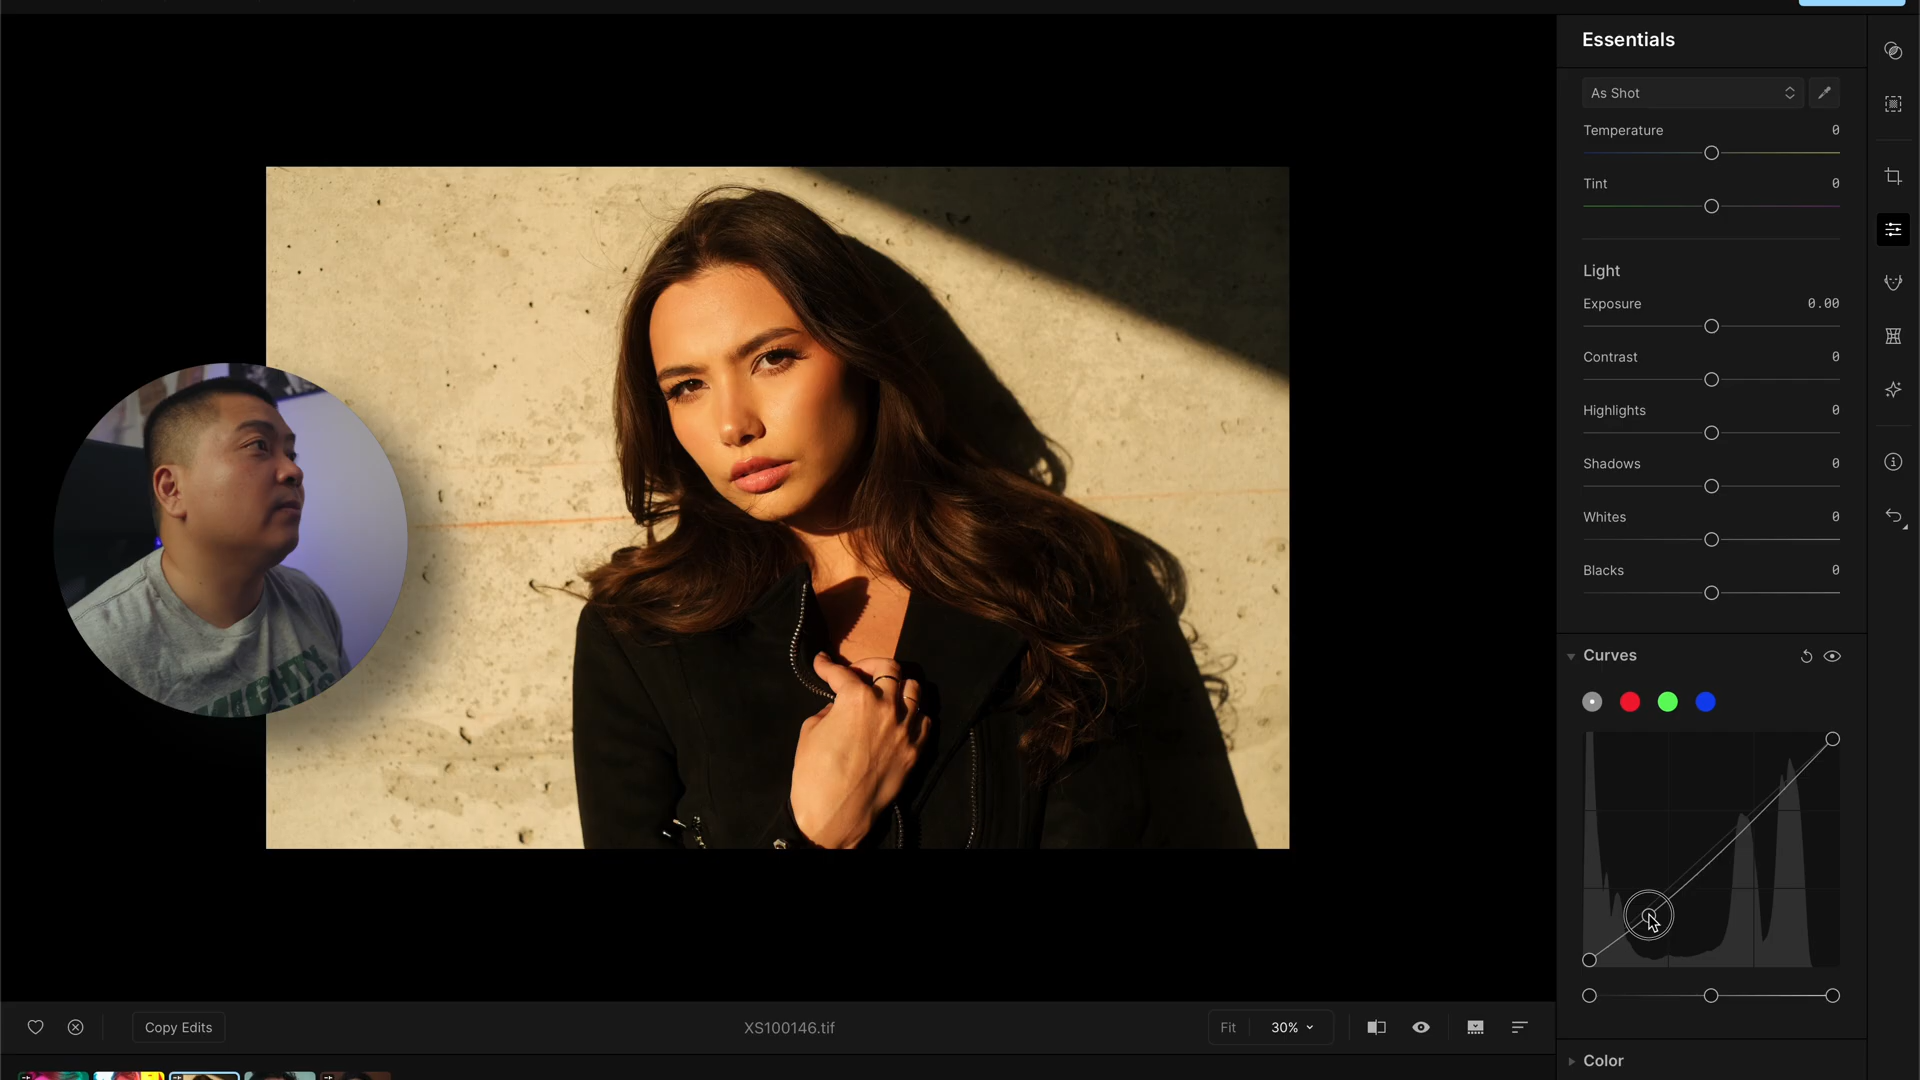 Essentials
As Shot
Temperature 0
Tint 0
Light
Exposure 0.00
Contrast 0
Highlights 0
Shadows 0
Whites 0
Blacks 0
Curves
Copy Edits
XS100146.tif
Fit 30%
Color